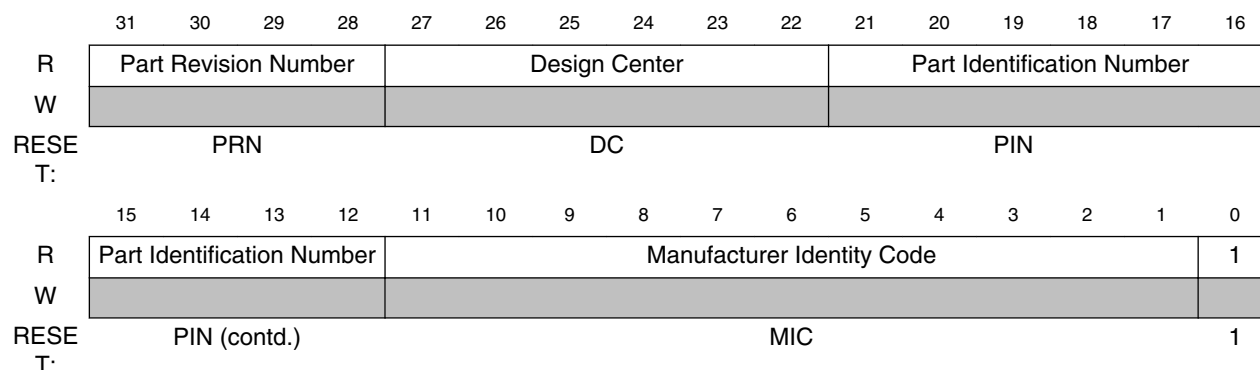 31 30 29 28 27 26 25 24 23 22 21 20 19 18 17 16
R Part Revision Number Design Center Part Identification Number
W
RESE PRN DC PIN
T:
15 14 13 12 11 10 9 8 7 6 5 4 3 2 1 0
R Part Identification Number Manufacturer Identity Code 1
W
RESE PIN (contd.) MIC 1
T: